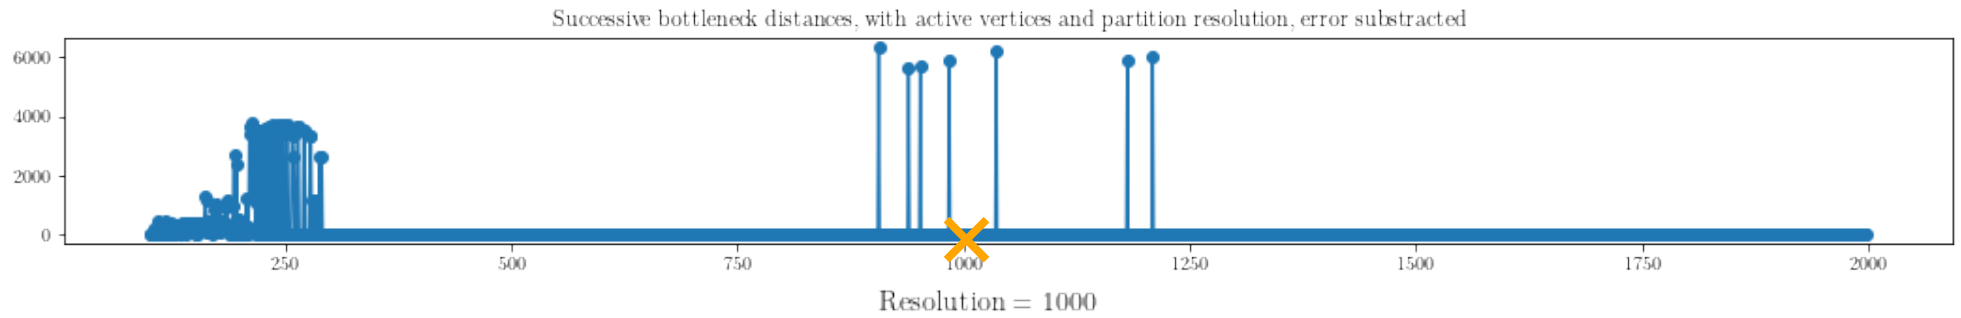 Successive bottleneck distances, with active vertices and partition resolution, error substracted
6000
4000
2000
0
250 500 750 1000 1250 1500 1750 2000
Resolution = 1000